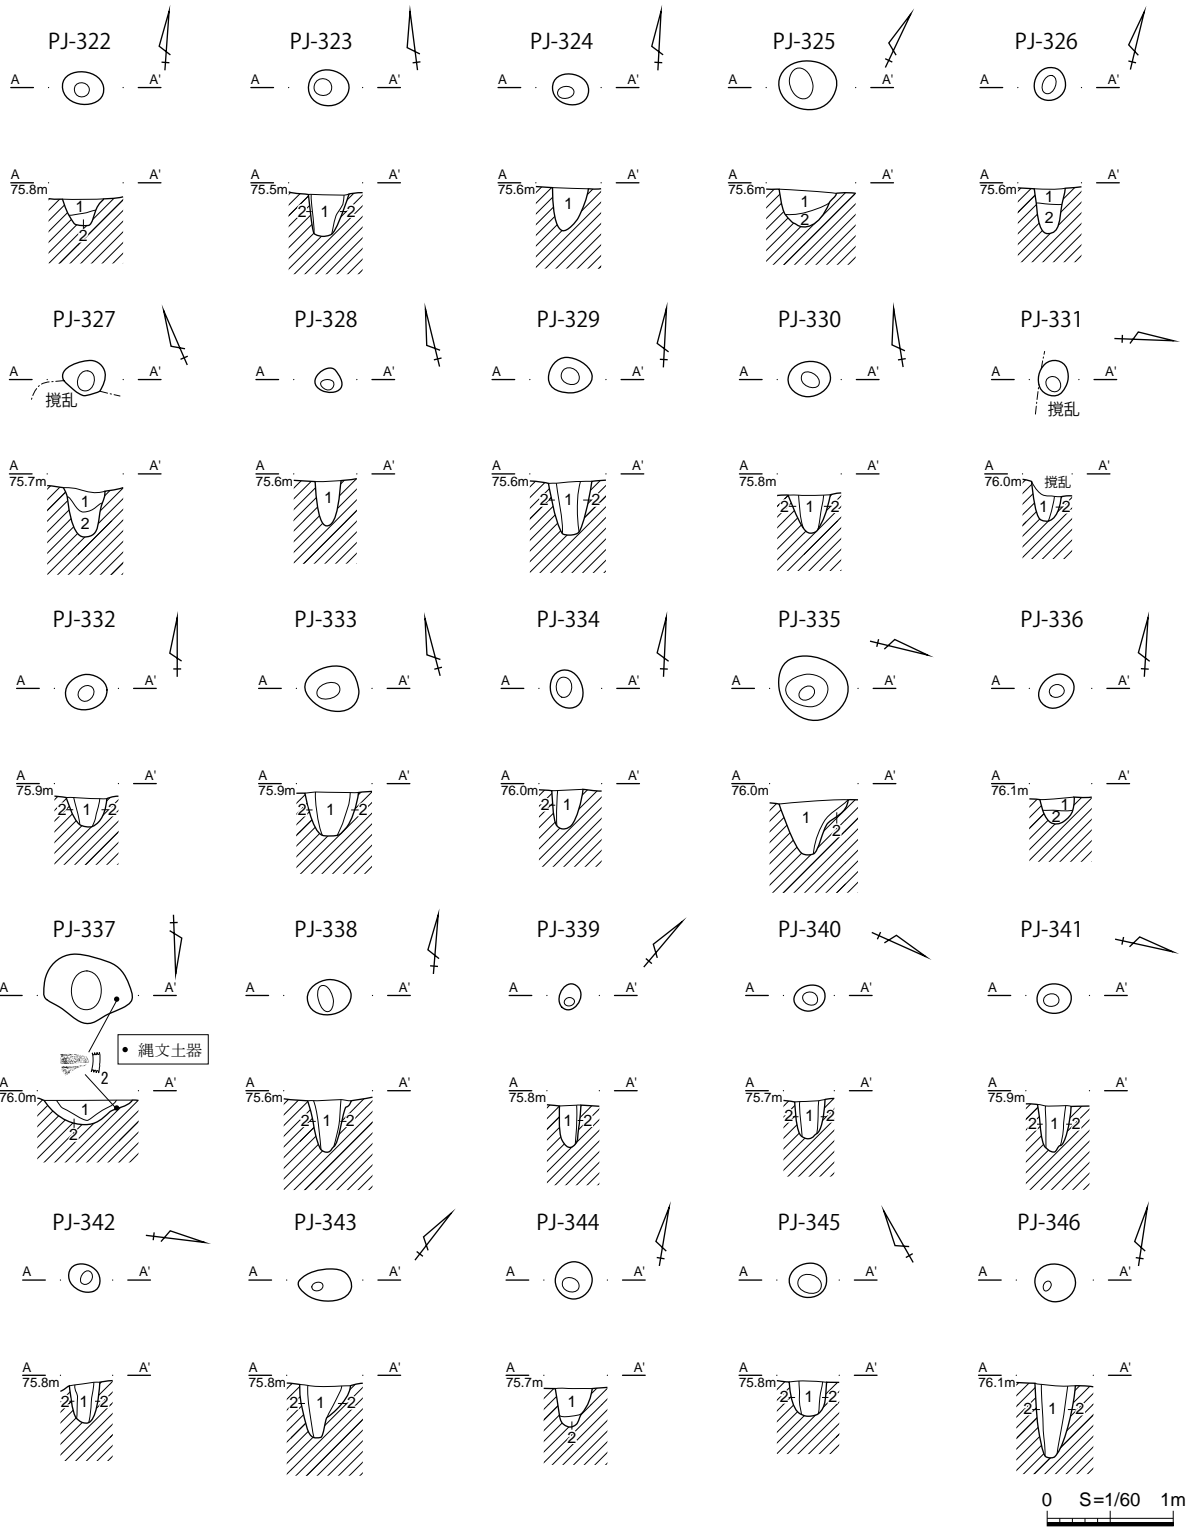 PJ-322 PJ-323 PJ-324 PJ-325 PJ-326
A A' A A' A A' A A' A A'
A A' A A' A A' A A' A A'
75.8m 75.5m 75.6m 75.6m 75.6m
1 2 2 1 2 1 1 2 1 2
PJ-327 PJ-328 PJ-329 PJ-330 PJ-331
A A' A A' A A' A A' A A'
撹乱 撹乱
A A' A A' A A' A A' A A'
75.7m 75.6m 75.6m 75.8m 76.0m 撹乱
1 2 1 2 1 2 2 1 2 1 2
PJ-332 PJ-333 PJ-334 PJ-335 PJ-336
A A' A A' A A' A A' A A'
A A' A A' A A' A A' A A'
75.9m 75.9m 76.0m 76.0m 76.1m
2 1 2 2 1 2 2 1 1 2 1 2
PJ-337 PJ-338 PJ-339 PJ-340 PJ-341
A A' A A' A A' A A' A A'
• 縄文土器
2
A A' A A' A A' A A' A A'
76.0m 75.6m 75.8m 75.7m 75.9m
1 2 2 1 2 1 2 2 1 2 2 1 2
PJ-342 PJ-343 PJ-344 PJ-345 PJ-346
A A' A A' A A' A A' A A'
A A' A A' A A' A A' A A'
75.8m 75.8m 75.7m 75.8m 76.1m
2 1 2 2 1 2 1 2 2 1 2 2 1 2
0 S=1/60 1m